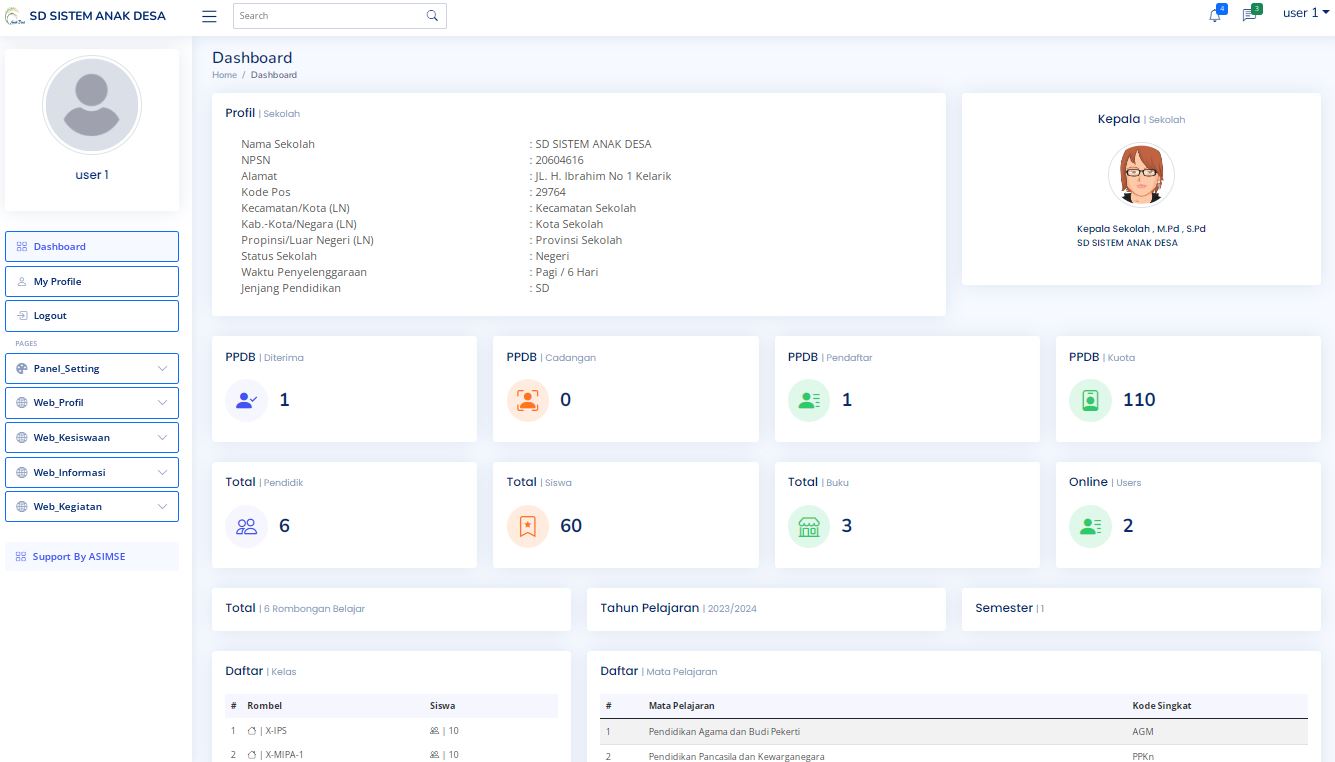 SD SISTEM ANAK DESA
Search
4
3
user 1
user 1
Dashboard
My Profile
Logout
PAGES
Panel_Setting
Web_Profil
Web_Kesiswaan
Web_Informasi
Web_Kegiatan
Support By ASIMSE
Dashboard
Home / Dashboard
Profil | Sekolah
Nama Sekolah : SD SISTEM ANAK DESA
NPSN : 20604616
Alamat : JL. H. Ibrahim No 1 Kelarik
Kode Pos : 29764
Kecamatan/Kota (LN) : Kecamatan Sekolah
Kab.-Kota/Negara (LN) : Kota Sekolah
Propinsi/Luar Negeri (LN) : Provinsi Sekolah
Status Sekolah : Negeri
Waktu Penyelenggaraan : Pagi / 6 Hari
Jenjang Pendidikan : SD
Kepala | Sekolah
Kepala Sekolah , M.Pd , S.Pd
SD SISTEM ANAK DESA
PPDB | Diterima
1
PPDB | Cadangan
0
PPDB | Pendaftar
1
PPDB | Kuota
110
Total | Pendidik
6
Total | Siswa
60
Total | Buku
3
Online | Users
2
Total | 6 Rombongan Belajar
Tahun Pelajaran | 2023/2024
Semester | 1
Daftar | Kelas
# Rombel Siswa
1 | X-IPS | 10
2 | X-MIPA-1 | 10
Daftar | Mata Pelajaran
# Mata Pelajaran Kode Singkat
1 Pendidikan Agama dan Budi Pekerti AGM
2 Pendidikan Pancasila dan Kewarganegara PPKn